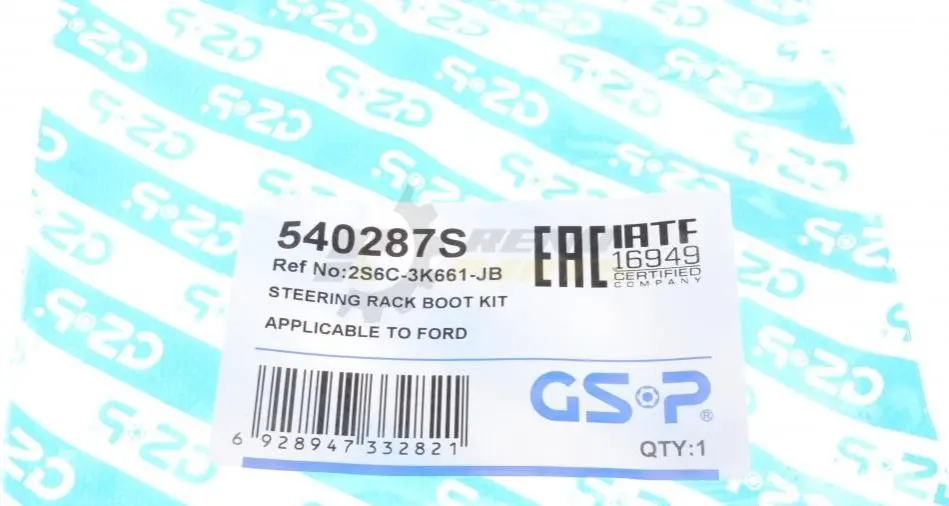 540287S
Ref No:2S6C-3K661-JB
STEERING RACK BOOT KIT
APPLICABLE TO FORD
EAC
IATF
16949
CERTIFIED
COMPANY
6 928947 332821
GSP®
QTY:1